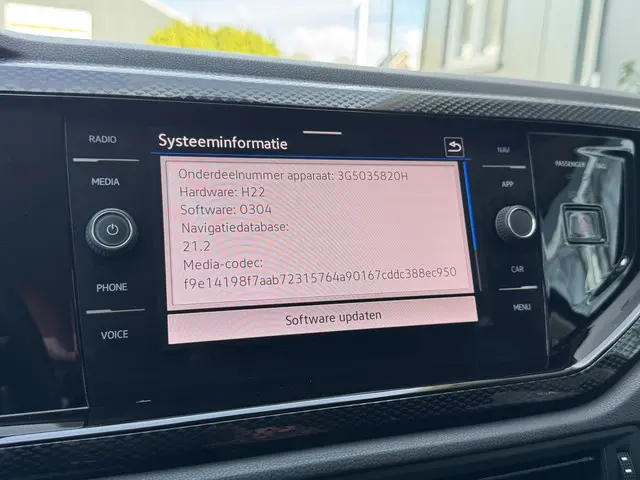 RADIO
MEDIA
PHONE
VOICE
Systeeminformatie
Onderdeelnummer apparaat: 3G5035820H
Hardware: H22
Software: 0304
Navigatiedatabase:
21.2
Media-codec:
f9e14198f7aab72315764a90167cddc388ec950
Software updaten
NAV
APP
CAR
MENU
PASSENGER